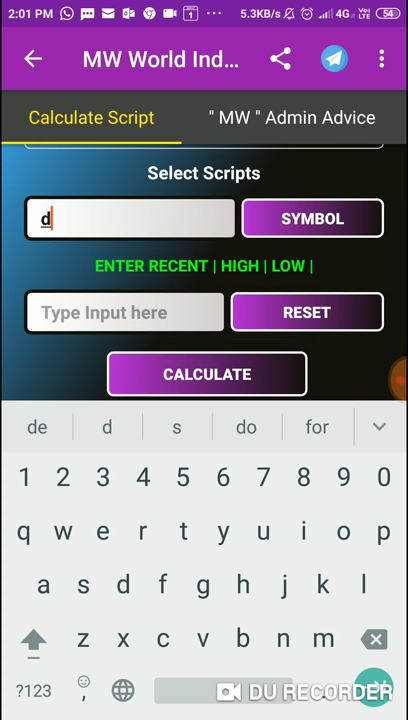 2:01 PM ... 5.3KB/s 4G Vo) LTE 54
MW World Ind...
Calculate Script " MW " Admin Advice
Select Scripts
d SYMBOL
ENTER RECENT | HIGH | LOW |
Type Input here RESET
CALCULATE
de d s do for
1 2 3 4 5 6 7 8 9 0
q w e r t y u i o p
a s d f g h j k l
z x c v b n m
?123 , .
DU RECORDER